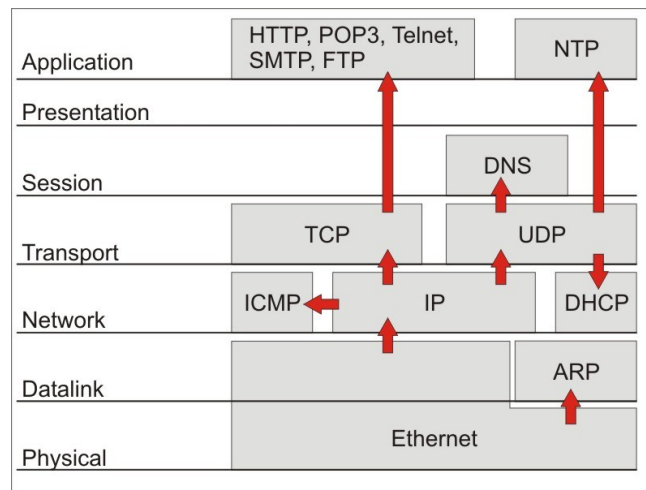 HTTP, POP3, Telnet,
SMTP, FTP
NTP
Application
Presentation
DNS
Session
TCP
UDP
Transport
ICMP
IP
DHCP
Network
ARP
Datalink
Ethernet
Physical